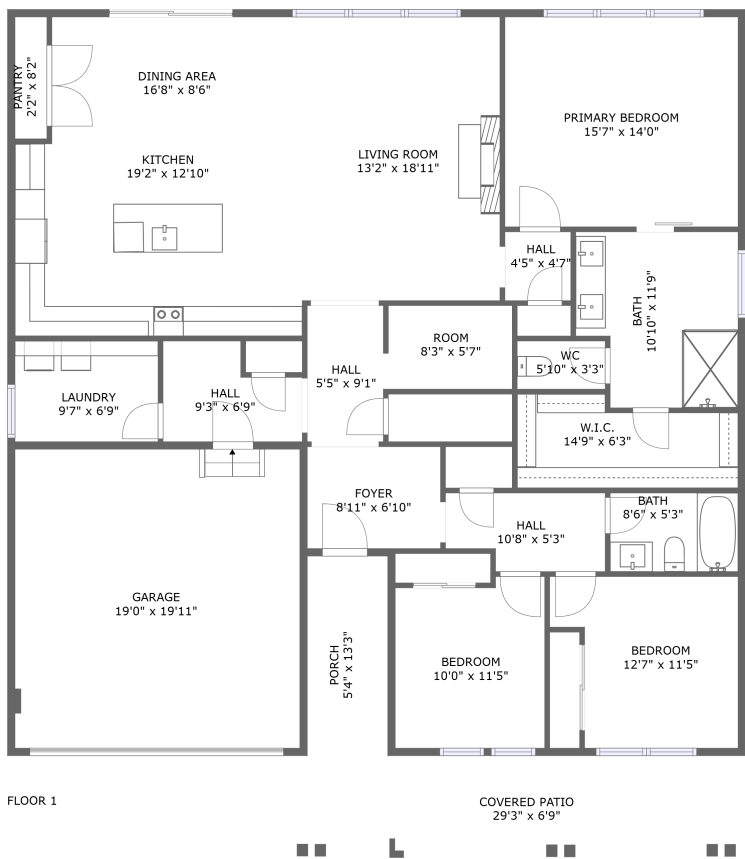 PANTRY
2'2" x 8'2"
DINING AREA
16'8" x 8'6"
KITCHEN
19'2" x 12'10"
LIVING ROOM
13'2" x 18'11"
PRIMARY BEDROOM
15'7" x 14'0"
HALL
4'5" x 4'7"
BATH
10'10" x 11'9"
ROOM
8'3" x 5'7"
WC
5'10" x 3'3"
HALL
5'5" x 9'1"
LAUNDRY
9'7" x 6'9"
HALL
9'3" x 6'9"
W.I.C.
14'9" x 6'3"
FOYER
8'11" x 6'10"
HALL
10'8" x 5'3"
BATH
8'6" x 5'3"
GARAGE
19'0" x 19'11"
PORCH
5'4" x 13'3"
BEDROOM
10'0" x 11'5"
BEDROOM
12'7" x 11'5"
FLOOR 1
COVERED PATIO
29'3" x 6'9"